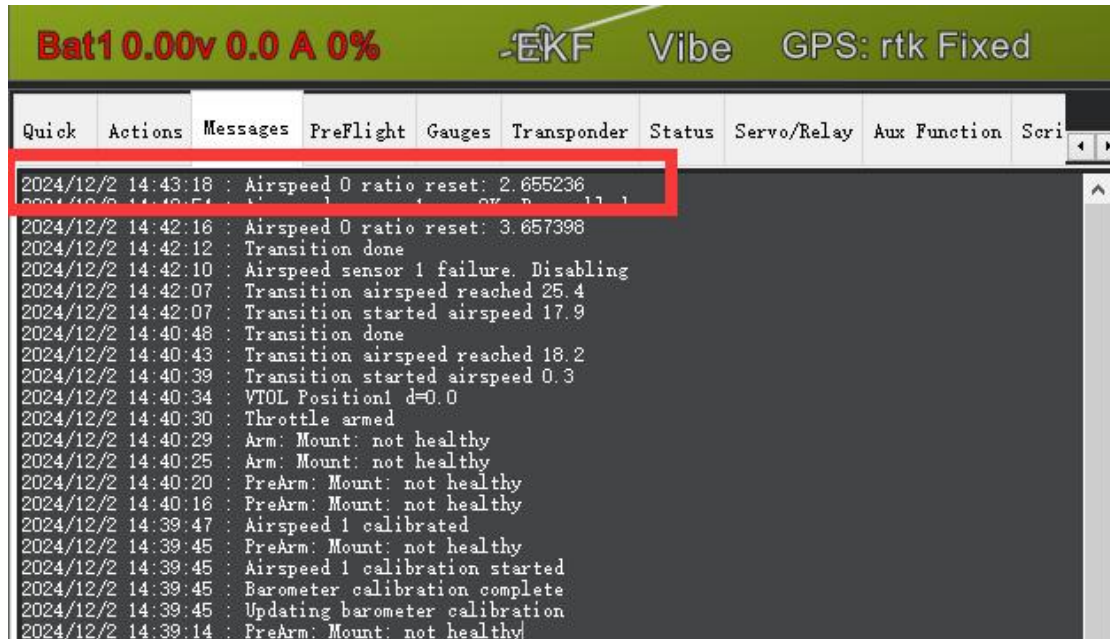 Bat1 0.00v 0.0 A 0% EKF Vibe GPS: rtk Fixed
Quick Actions Messages PreFlight Gauges Transponder Status Servo/Relay Aux Function Scri
2024/12/2 14:43:18 : Airspeed 0 ratio reset: 2.655236
2024/12/2 14:42:16 : Airspeed 0 ratio reset: 3.657398
2024/12/2 14:42:12 : Transition done
2024/12/2 14:42:10 : Airspeed sensor 1 failure. Disabling
2024/12/2 14:42:07 : Transition airspeed reached 25.4
2024/12/2 14:42:07 : Transition started airspeed 17.9
2024/12/2 14:40:48 : Transition done
2024/12/2 14:40:43 : Transition airspeed reached 18.2
2024/12/2 14:40:39 : Transition started airspeed 0.3
2024/12/2 14:40:34 : VTOL Position1 d=0.0
2024/12/2 14:40:30 : Throttle armed
2024/12/2 14:40:29 : Arm: Mount: not healthy
2024/12/2 14:40:25 : Arm: Mount: not healthy
2024/12/2 14:40:20 : PreArm: Mount: not healthy
2024/12/2 14:40:16 : PreArm: Mount: not healthy
2024/12/2 14:39:47 : Airspeed 1 calibrated
2024/12/2 14:39:45 : PreArm: Mount: not healthy
2024/12/2 14:39:45 : Airspeed 1 calibration started
2024/12/2 14:39:45 : Barometer calibration complete
2024/12/2 14:39:45 : Updating barometer calibration
2024/12/2 14:39:14 : PreArm: Mount: not healthy